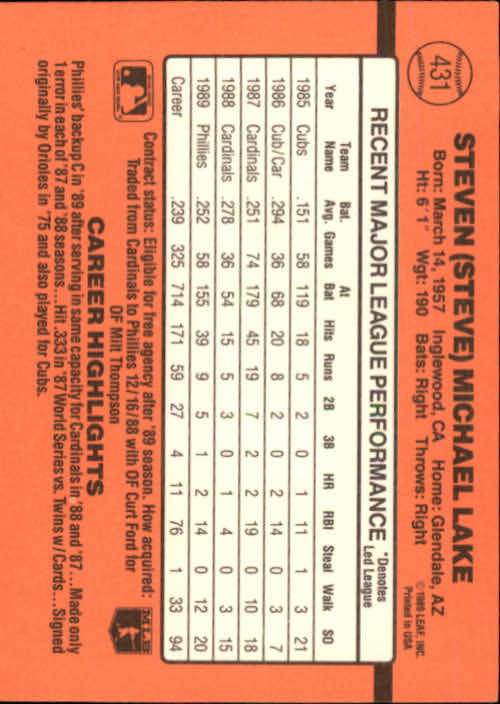 431
STEVEN (STEVE) MICHAEL LAKE
Born: March 14, 1957 Inglewood, CA Home: Glendale, AZ
Ht: 6' 1" Wgt: 190 Bats: Right Throws: Right
© 1989 LEAF, INC.
Printed in USA
RECENT MAJOR LEAGUE PERFORMANCE
*Denotes
Led League
Team Bat. At
Year Name Avg. Games Bat Hits Runs 2B 3B HR RBI Steal Walk SO
1985 Cubs .151 58 119 18 5 2 0 1 11 1 3 21
1986 Cub/Car .294 36 68 20 8 2 0 2 14 0 3 7
1987 Cardinals .251 74 179 45 19 7 2 2 19 0 10 18
1988 Cardinals .278 36 54 15 5 3 0 1 4 0 3 15
1989 Phillies .252 58 155 39 9 5 1 2 14 0 12 20
Career .239 325 714 171 59 27 4 11 76 1 33 94
Contract status: Eligible for free agency after '89 season. How acquired:
Traded from Cardinals to Phillies 12/16/88 with OF Curt Ford for
OF Milt Thompson
CAREER HIGHLIGHTS
Phillies' backup C in '89 after serving in same capacity for Cardinals in '88 and '87...Made only
1 error in each of '87 and '88 seasons...Hit .333 in '87 World Series vs. Twins w/Cards...Signed
originally by Orioles in '75 and also played for Cubs.